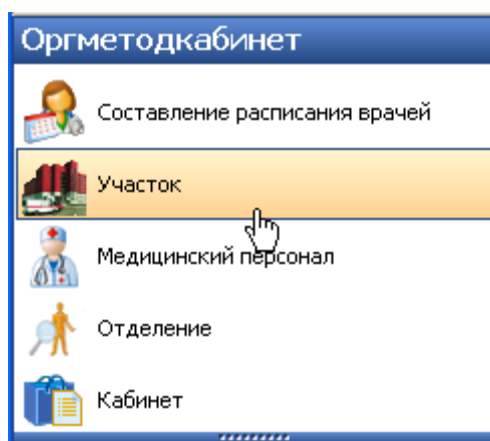 Оргметодкабинет
Составление расписания врачей
Участок
Медицинский персонал
Отделение
Кабинет